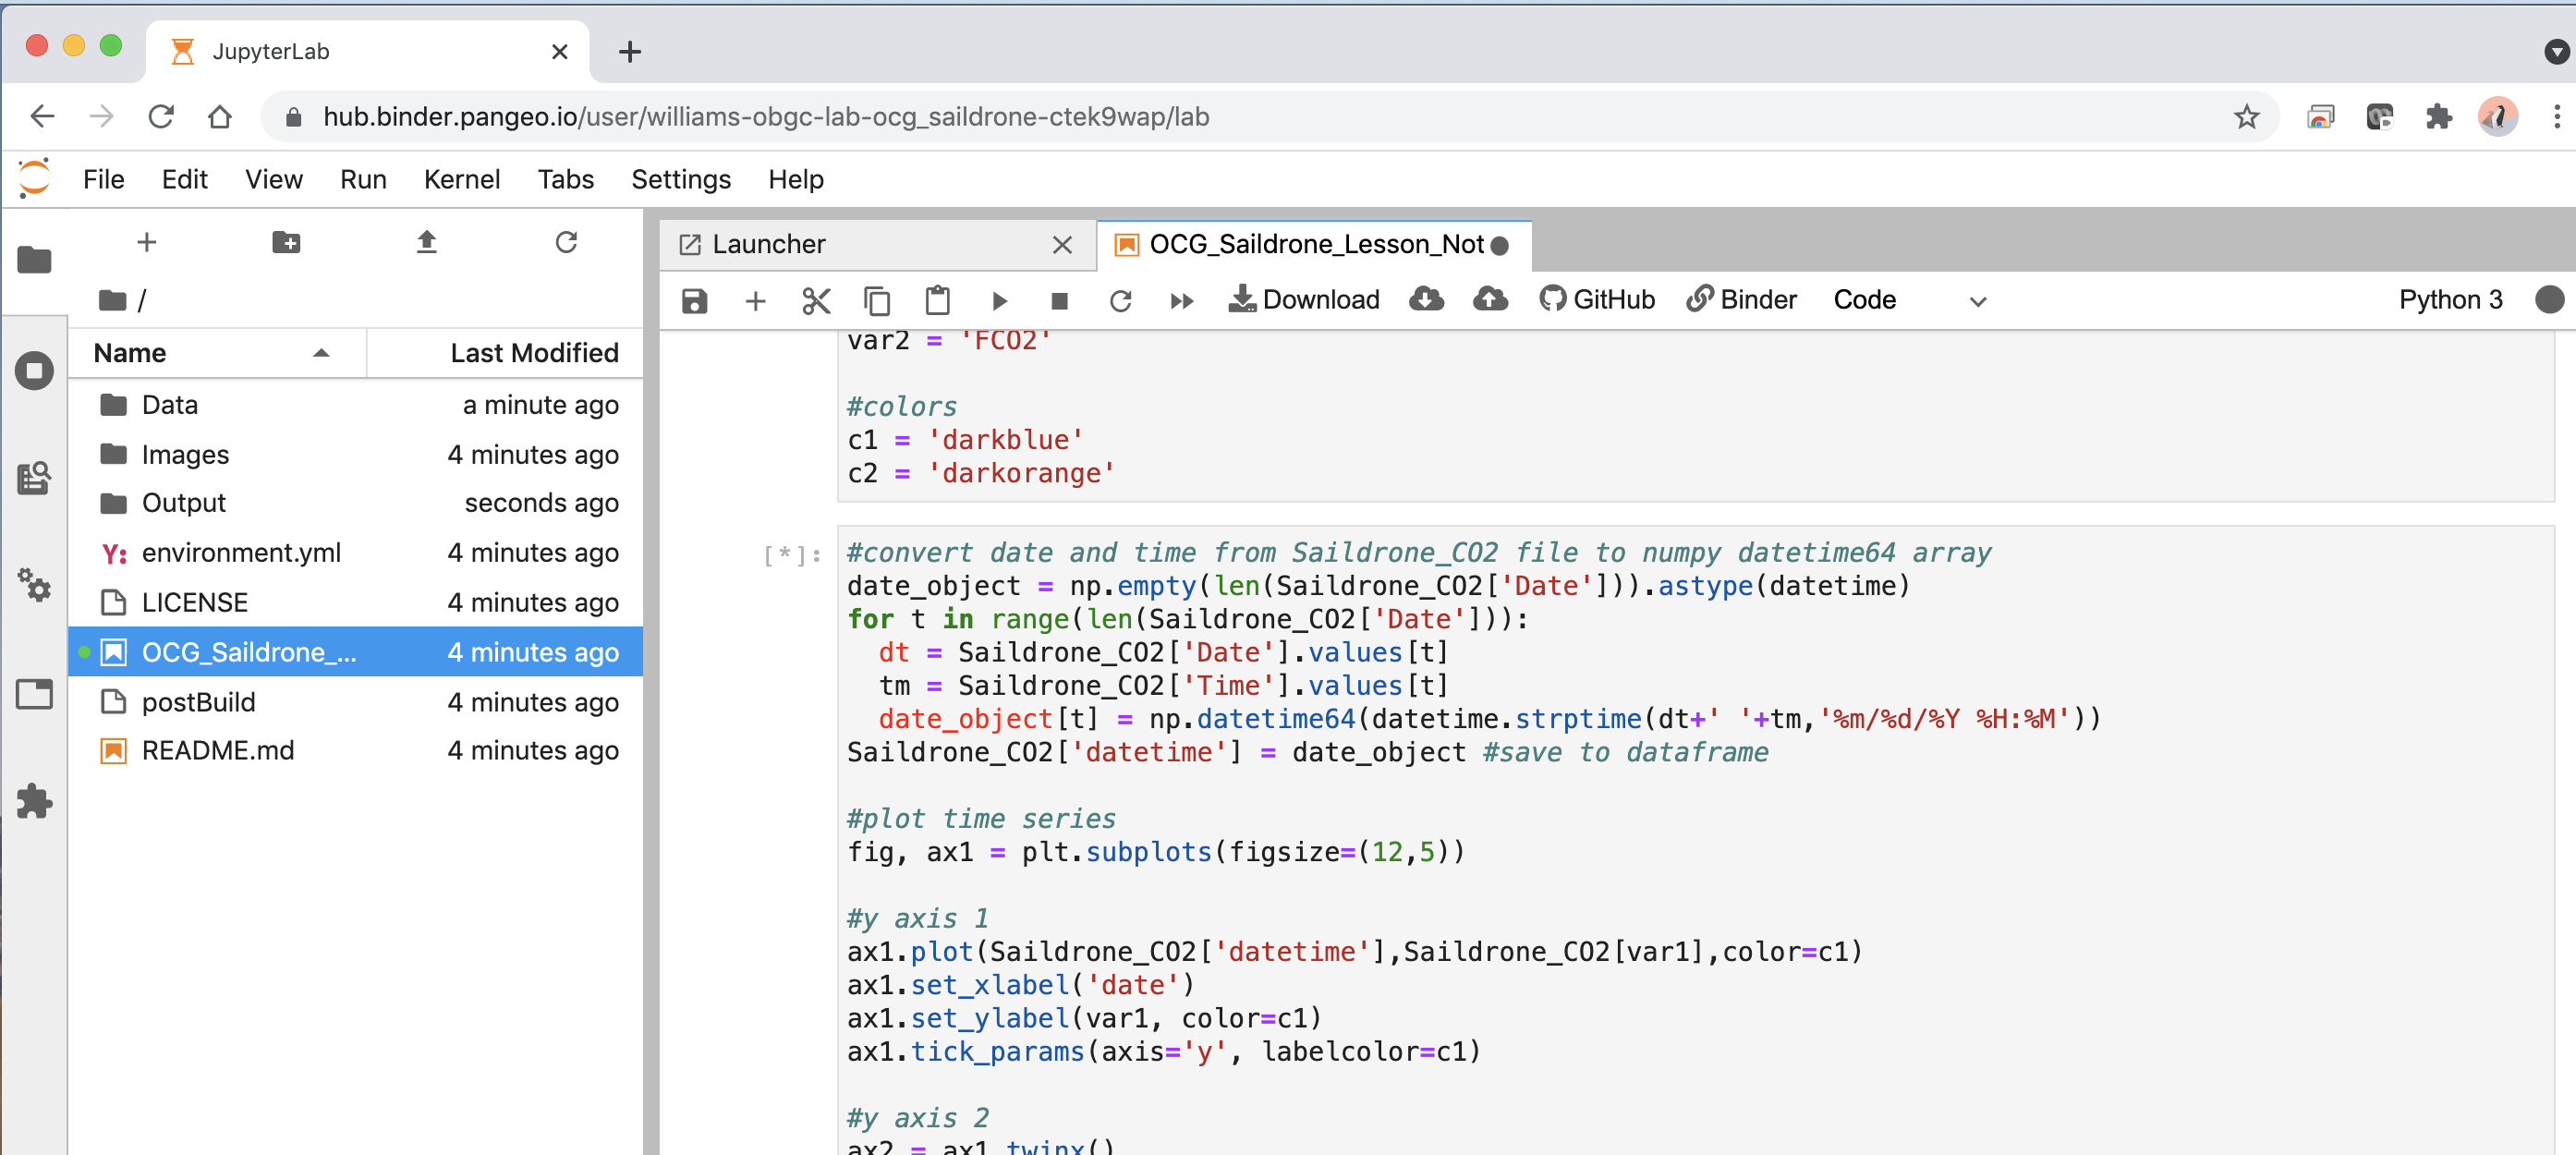 JupyterLab
hub.binder.pangeo.io/user/williams-obgc-lab-ocg_saildrone-ctek9wap/lab
File Edit View Run Kernel Tabs Settings Help
/
Name Last Modified
Data a minute ago
Images 4 minutes ago
Output seconds ago
Y: environment.yml 4 minutes ago
LICENSE 4 minutes ago
OCG_Saildrone_... 4 minutes ago
postBuild 4 minutes ago
README.md 4 minutes ago
Launcher
OCG_Saildrone_Lesson_Not
Download GitHub Binder Code Python 3
var2 = 'FCO2'
#colors
c1 = 'darkblue'
c2 = 'darkorange'
[*]:
#convert date and time from Saildrone_CO2 file to numpy datetime64 array
date_object = np.empty(len(Saildrone_CO2['Date'])).astype(datetime)
for t in range(len(Saildrone_CO2['Date'])):
  dt = Saildrone_CO2['Date'].values[t]
  tm = Saildrone_CO2['Time'].values[t]
  date_object[t] = np.datetime64(datetime.strptime(dt+' '+tm,'%m/%d/%Y %H:%M'))
Saildrone_CO2['datetime'] = date_object #save to dataframe
#plot time series
fig, ax1 = plt.subplots(figsize=(12,5))
#y axis 1
ax1.plot(Saildrone_CO2['datetime'],Saildrone_CO2[var1],color=c1)
ax1.set_xlabel('date')
ax1.set_ylabel(var1, color=c1)
ax1.tick_params(axis='y', labelcolor=c1)
#y axis 2
ax2 = ax1.twinx()